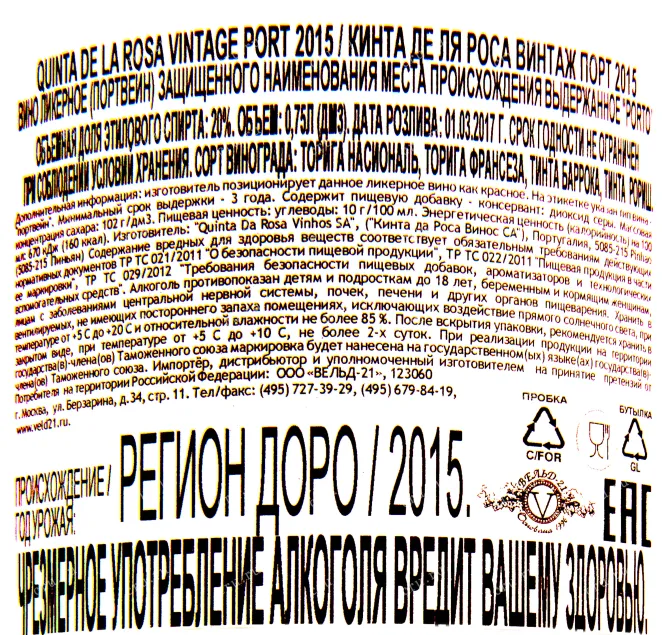 QUINTA DE LA ROSA VINTAGE PORT 2015 / КИНТА ДЕ ЛЯ РОСА ВИНТАЖ ПОРТ 2015
ВИНО ЛИКЕРНОЕ (ПОРТВЕЙН) ЗАЩИЩЕННОГО НАИМЕНОВАНИЯ МЕСТА ПРОИСХОЖДЕНИЯ ВЫДЕРЖАННОЕ "PORTO"
ОБЪЕМНАЯ ДОЛЯ ЭТИЛОВОГО СПИРТА: 20%. ОБЪЕМ: 0,75Л (ДМ3). ДАТА РОЗЛИВА: 01.03.2017 Г. СРОК ГОДНОСТИ НЕ ОГРАНИЧЕН
ПРИ СОБЛЮДЕНИИ УСЛОВИЙ ХРАНЕНИЯ. СОРТ ВИНОГРАДА: ТОРИГА НАСИОНАЛЬ, ТОРИГА ФРАНСЕЗА, ТИНТА БАРРОКА, ТИНТА РОРИШ.
Дополнительная информация: изготовитель позиционирует данное ликерное вино как красное. На этикетке указан тип вина-
"портвейн". Минимальный срок выдержки - 3 года. Содержит пищевую добавку - консервант: диоксид серы. Массовая
концентрация сахара: 102 г/дм3. Пищевая ценность: углеводы: 10 г/100 мл. Энергетическая ценность (калорийность) на 100
мл: 670 кДж (160 ккал). Изготовитель: "Quinta Da Rosa Vinhos SA", ("Кинта да Роса Винос СА"), Португалия, 5085-215 Pinhao
(5085-215 Пиньян) Содержание вредных для здоровья веществ соответствует обязательным требованиям действующих
нормативных документов ТР ТС 021/2011 "О безопасности пищевой продукции", ТР ТС 022/2011 "Пищевая продукция в части
ее маркировки", ТР ТС 029/2012 "Требования безопасности пищевых добавок, ароматизаторов и технологических
вспомогательных средств". Алкоголь противопоказан детям и подросткам до 18 лет, беременным и кормящим женщинам,
лицам с заболеваниями центральной нервной системы, почек, печени и других органов пищеварения. Хранить в
вентилируемых, не имеющих постороннего запаха помещениях, исключающих воздействие прямого солнечного света, при
температуре от +5 С до +20 С и относительной влажности не более 85 %. После вскрытия упаковки, рекомендуется хранить в
закрытом виде, при температуре от +5 С до +10 С, не более 2-х суток. При реализации продукции на территории
государства(в)-члена(ов) Таможенного союза маркировка будет нанесена на государственном(ых) языке(ах) государства(в)-
члена(ов) Таможенного союза. Импортёр, дистрибьютор и уполномоченный изготовителем на принятие претензий от
Потребителя на территории Российской Федерации: ООО «ВЕЛЬД-21», 123060
г. Москва, ул. Берзарина, д.34, стр. 11. Тел/факс: (495) 727-39-29, (495) 679-84-19,
www.veld21.ru.
ПРОБКА
C/FOR
БУТЫЛКА
GL
ПРОИСХОЖДЕНИЕ /
ГОД УРОЖАЯ:
РЕГИОН ДОРО / 2015.
ВЕЛЬД-21
V
EAC
ЧРЕЗМЕРНОЕ УПОТРЕБЛЕНИЕ АЛКОГОЛЯ ВРЕДИТ ВАШЕМУ ЗДОРОВЬЮ.